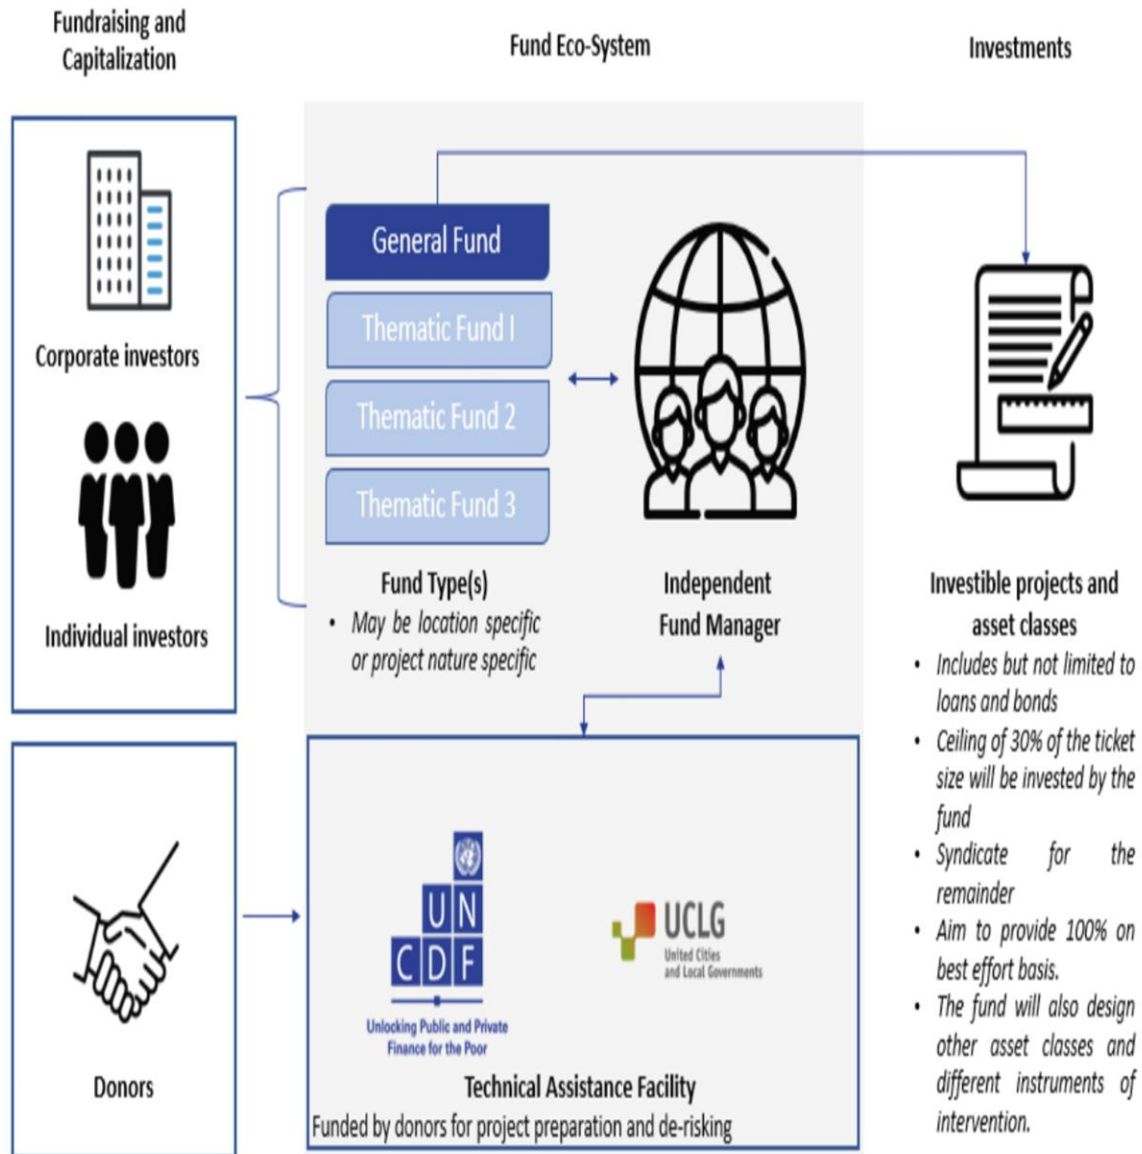 Fundraising and
Capitalization
Fund Eco-System
Investments
Corporate investors
Individual investors
General Fund
Thematic Fund I
Thematic Fund 2
Thematic Fund 3
Fund Type(s)
• May be location specific
or project nature specific
Independent
Fund Manager
Investible projects and
asset classes
• Includes but not limited to
loans and bonds
• Ceiling of 30% of the ticket
size will be invested by the
fund
• Syndicate for the
remainder
• Aim to provide 100% on
best effort basis.
• The fund will also design
other asset classes and
different instruments of
intervention.
Donors
UN
CDF
Unlocking Public and Private
Finance for the Poor
UCLG
United Cities
and Local Governments
Technical Assistance Facility
Funded by donors for project preparation and de-risking